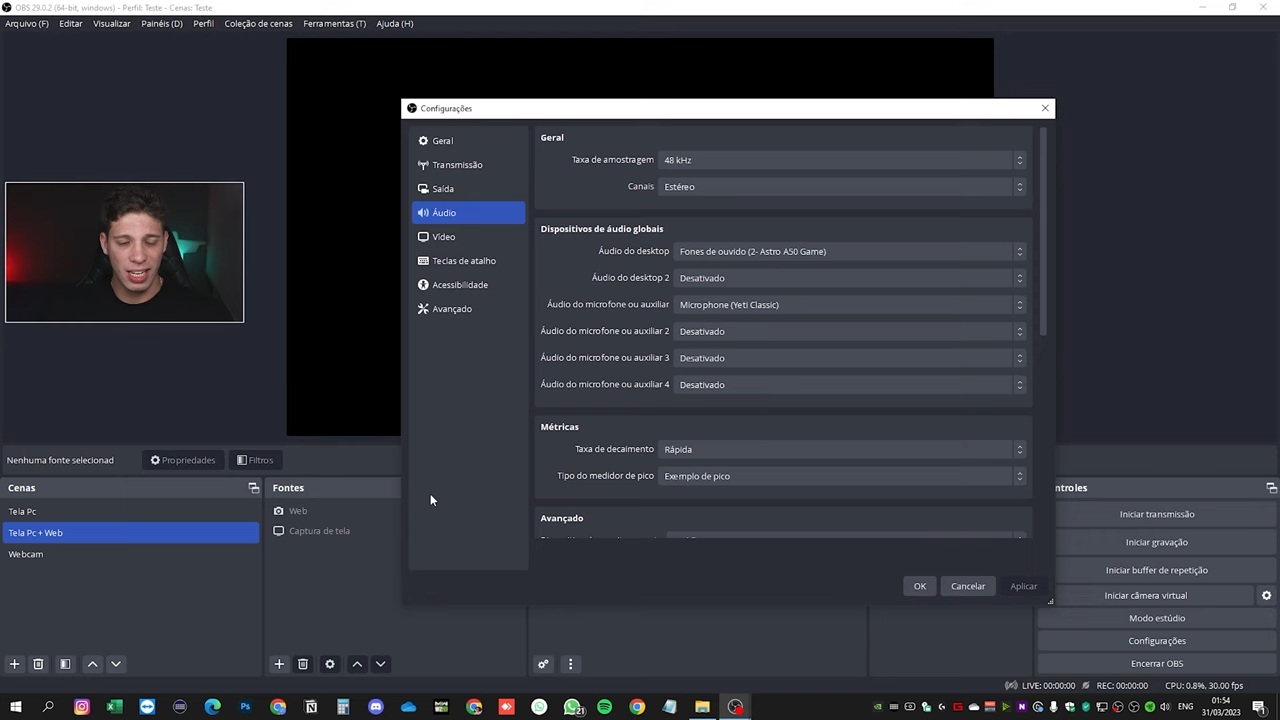 OBS 29.0.2 (64-bit, windows) - Perfil: Teste - Cenas: Teste
Arquivo (F) Editar Visualizar Painéis (D) Perfil Coleção de cenas Ferramentas (T) Ajuda (H)
Configurações
Geral
Transmissão
Saída
Áudio
Vídeo
Teclas de atalho
Acessibilidade
Avançado
Geral
Taxa de amostragem 48 kHz
Canais Estéreo
Dispositivos de áudio globais
Áudio do desktop Fones de ouvido (2- Astro A50 Game)
Áudio do desktop 2 Desativado
Áudio do microfone ou auxiliar Microphone (Yeti Classic)
Áudio do microfone ou auxiliar 2 Desativado
Áudio do microfone ou auxiliar 3 Desativado
Áudio do microfone ou auxiliar 4 Desativado
Métricas
Taxa de decaimento Rápida
Tipo do medidor de pico Exemplo de pico
Avançado
OK Cancelar Aplicar
Nenhuma fonte selecionad Propriedades Filtros
Cenas
Tela Pc
Tela Pc + Web
Webcam
Fontes
Web
Captura de tela
ntroles
Iniciar transmissão
Iniciar gravação
Iniciar buffer de repetição
Iniciar câmera virtual
Modo estúdio
Configurações
Encerrar OBS
LIVE: 00:00:00 REC: 00:00:00 CPU: 0.8%, 30.00 fps
21
ENG
01:54
31/03/2023